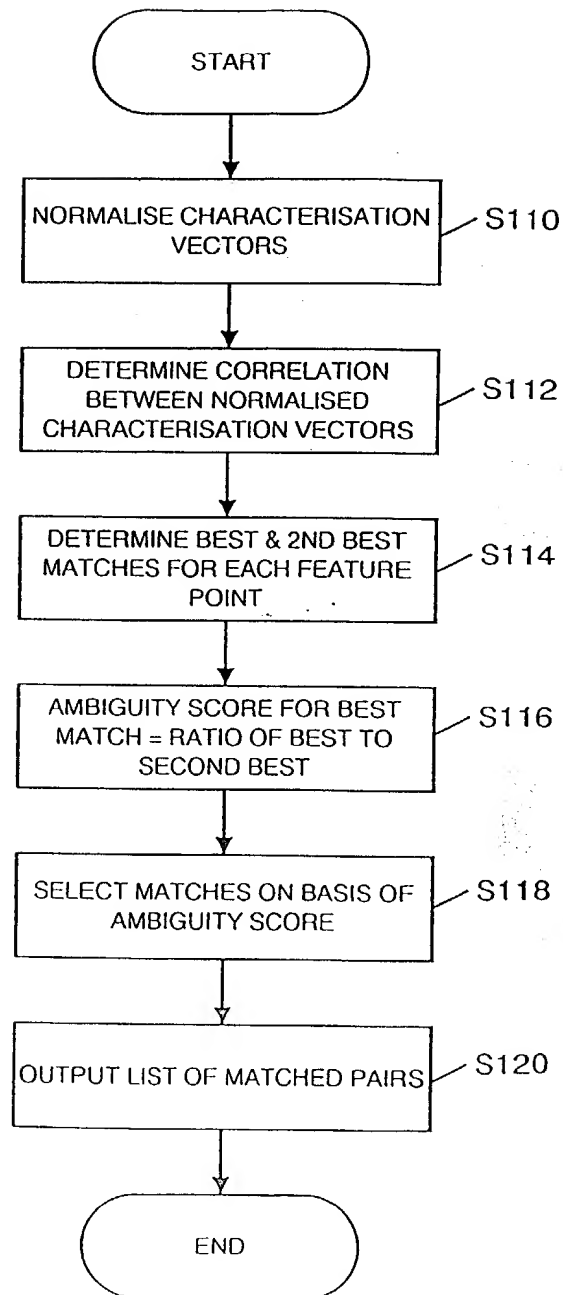 START
NORMALISE CHARACTERISATION
VECTORS
S110
DETERMINE CORRELATION
BETWEEN NORMALISED
CHARACTERISATION VECTORS
S112
DETERMINE BEST & 2ND BEST
MATCHES FOR EACH FEATURE
POINT
S114
AMBIGUITY SCORE FOR BEST
MATCH = RATIO OF BEST TO
SECOND BEST
S116
SELECT MATCHES ON BASIS OF
AMBIGUITY SCORE
S118
OUTPUT LIST OF MATCHED PAIRS
S120
END